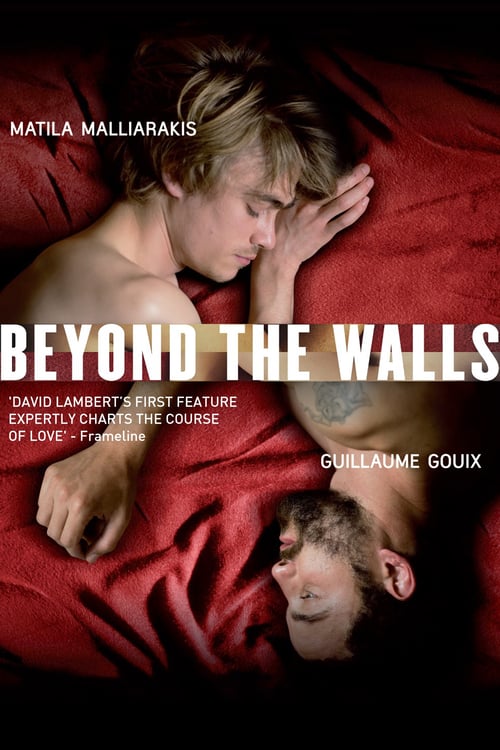 MATILA MALLIARAKIS
BEYOND THE WALLS
'DAVID LAMBERT'S FIRST FEATURE
EXPERTLY CHARTS THE COURSE
OF LOVE' - Frameline
GUILLAUME GOUIX